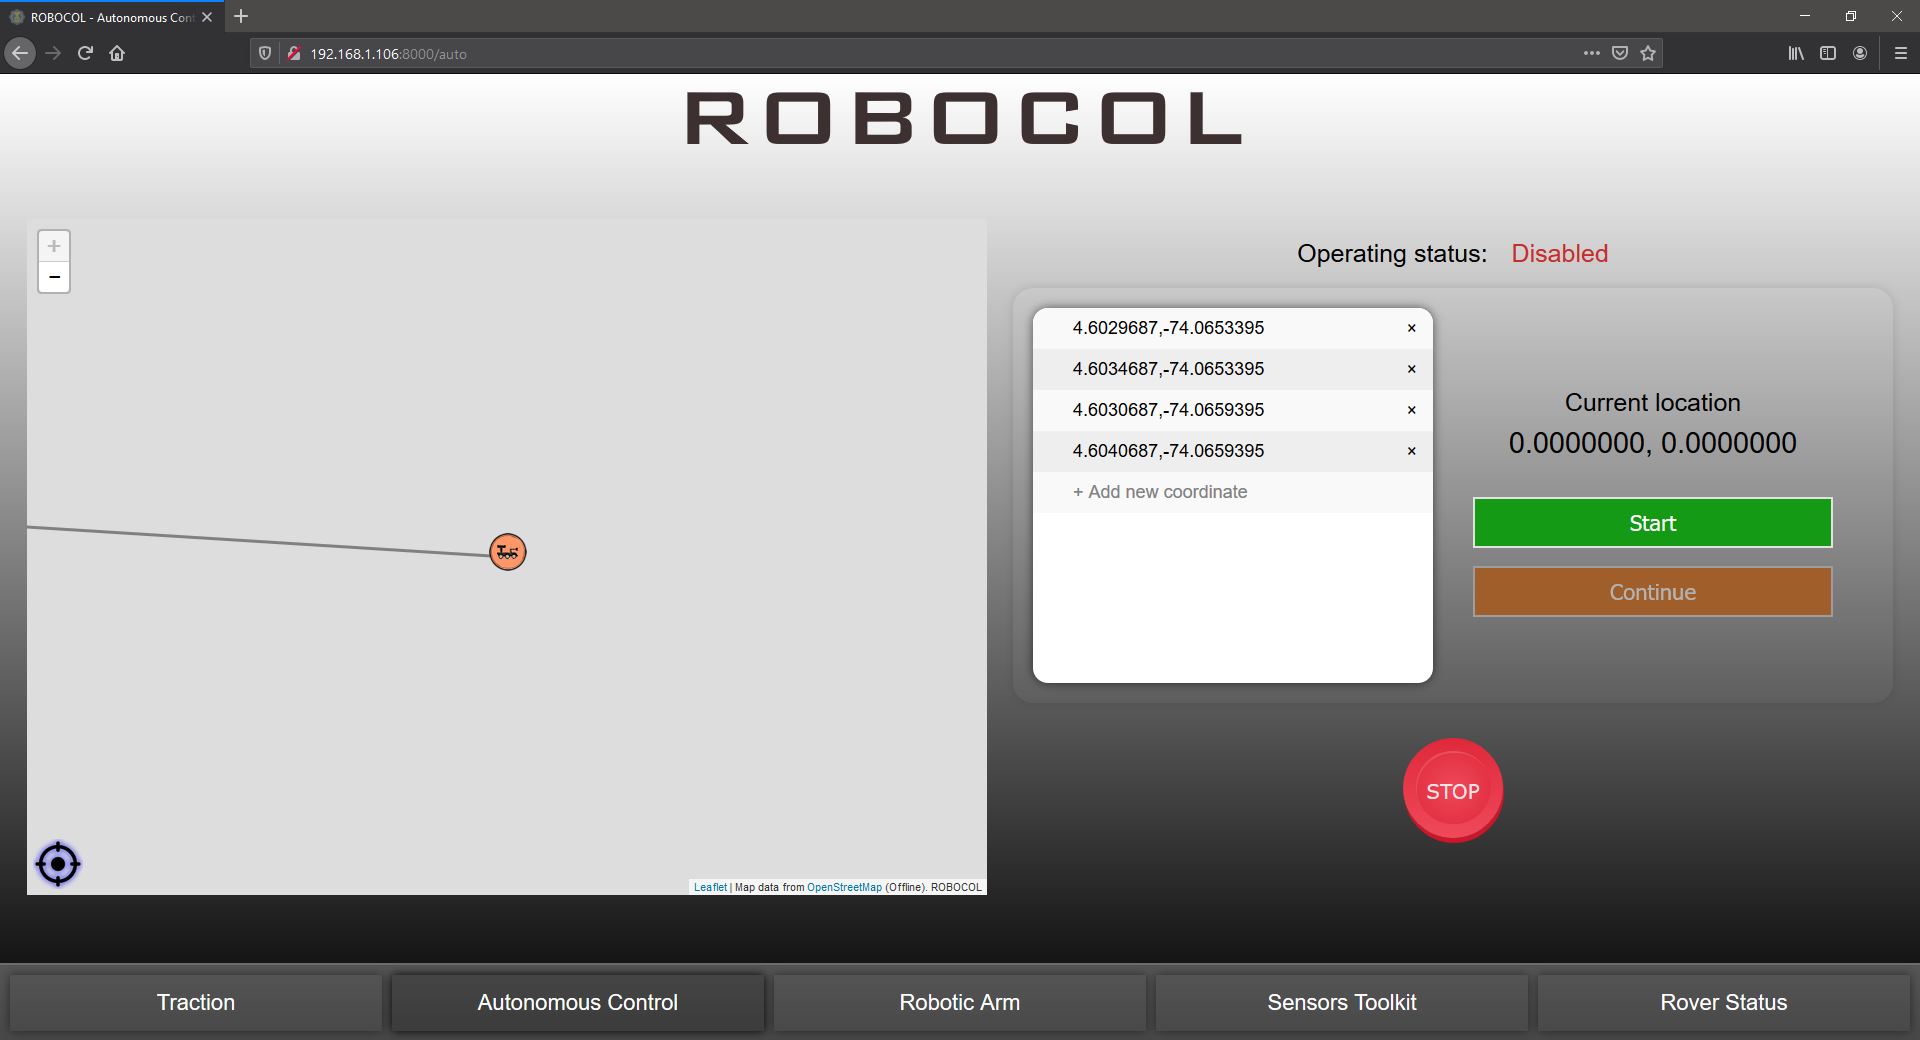 ROBOCOL - Autonomous Cont
192.168.1.106:8000/auto
ROBOCOL
+
−
Operating status: Disabled
4.6029687,-74.0653395 ×
4.6034687,-74.0653395 ×
4.6030687,-74.0659395 ×
4.6040687,-74.0659395 ×
+ Add new coordinate
Current location
0.0000000, 0.0000000
Start
Continue
STOP
Leaflet | Map data from OpenStreetMap (Offline). ROBOCOL
Traction
Autonomous Control
Robotic Arm
Sensors Toolkit
Rover Status